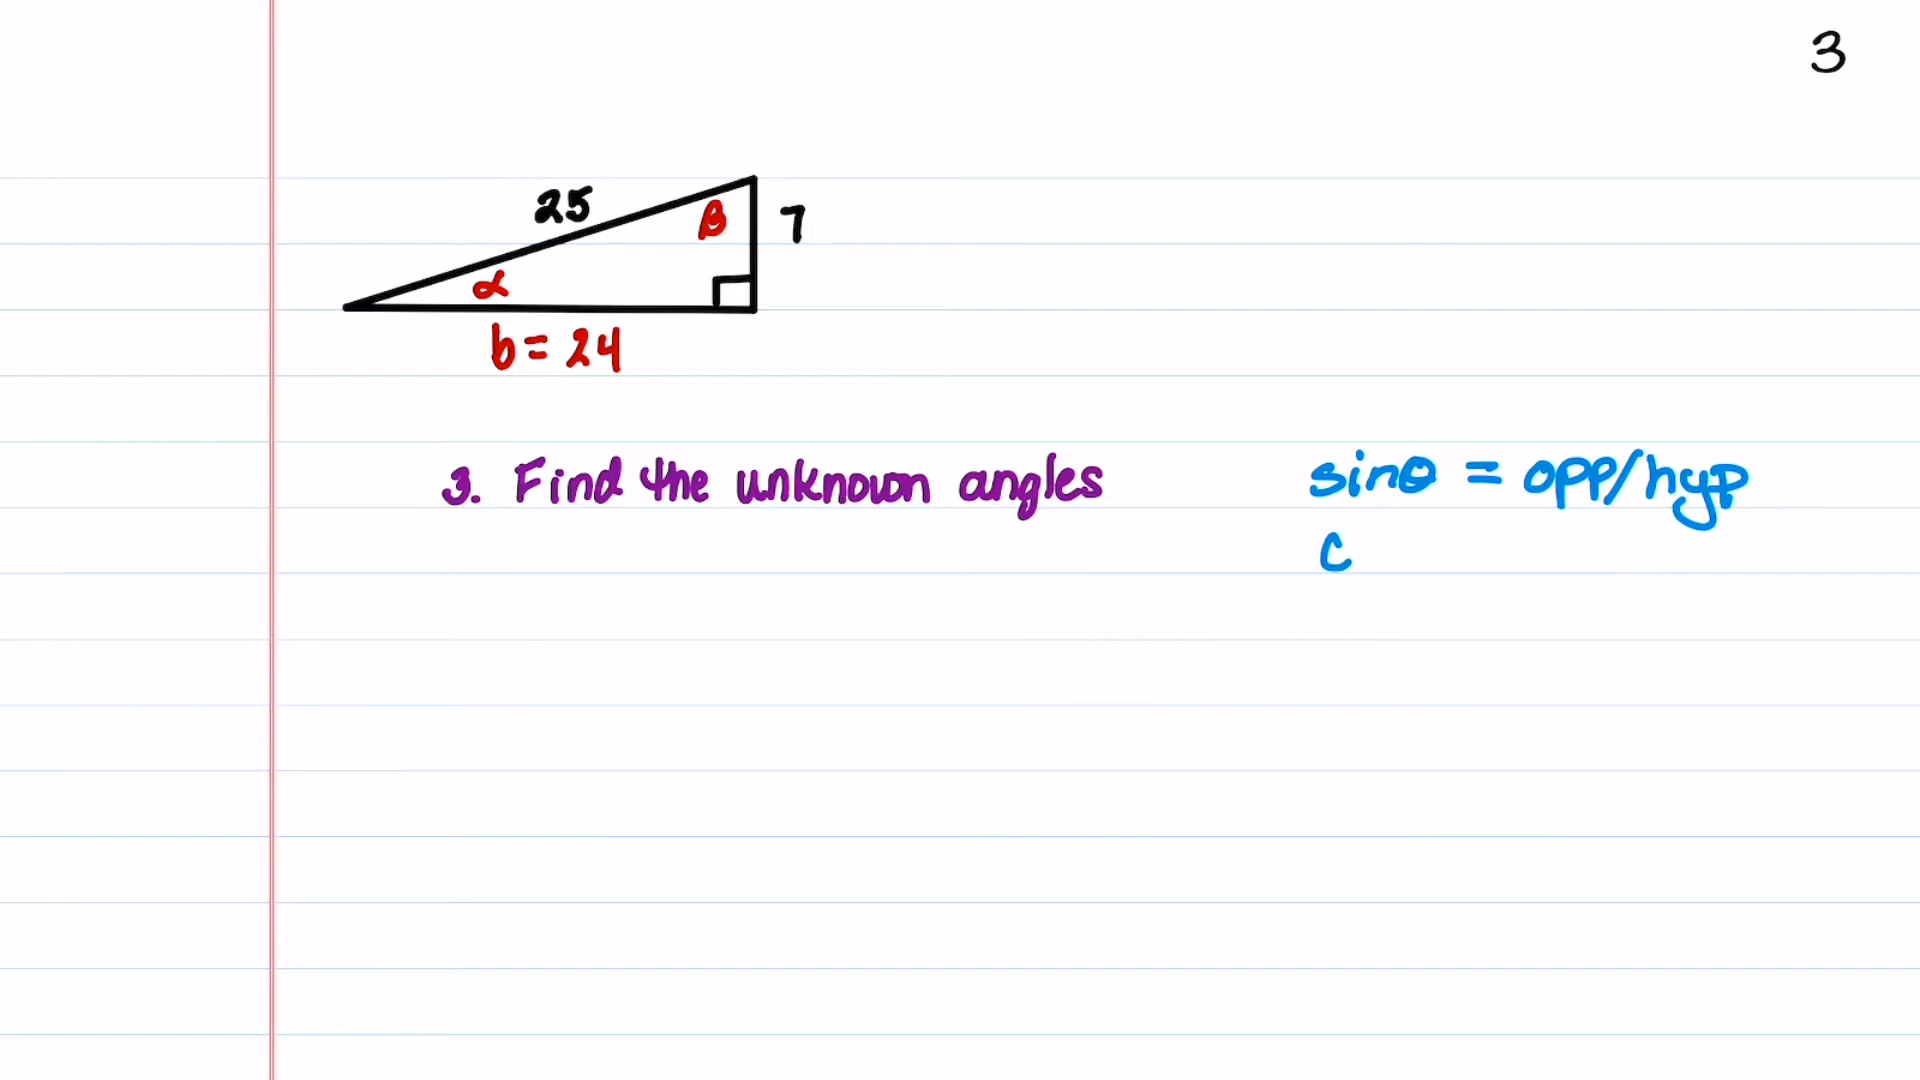 3
25
β
7
α
b = 24
3. Find the unknown angles
sinθ = opp/hyp
c